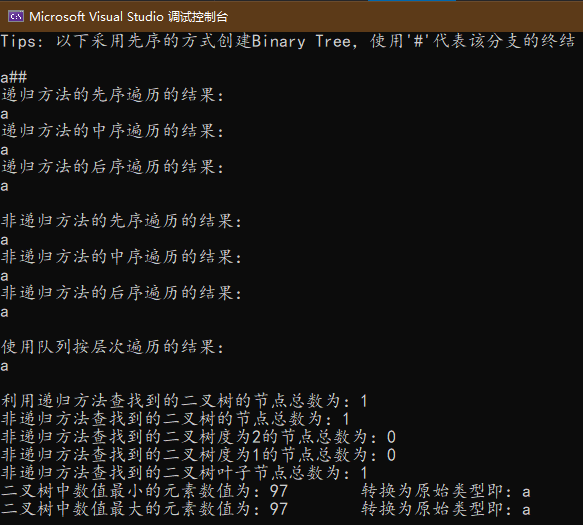 Microsoft Visual Studio 调试控制台
Tips: 以下采用先序的方式创建Binary Tree, 使用'#'代表该分支的终结
a##
递归方法的先序遍历的结果:
a
递归方法的中序遍历的结果:
a
递归方法的后序遍历的结果:
a
非递归方法的先序遍历的结果:
a
非递归方法的中序遍历的结果:
a
非递归方法的后序遍历的结果:
a
使用队列按层次遍历的结果:
a
利用递归方法查找到的二叉树的节点总数为: 1
非递归方法查找到的二叉树的节点总数为: 1
非递归方法查找到的二叉树度为2的节点总数为: 0
非递归方法查找到的二叉树度为1的节点总数为: 0
非递归方法查找到的二叉树叶子节点总数为: 1
二叉树中数值最小的元素数值为: 97 转换为原始类型即: a
二叉树中数值最大的元素数值为: 97 转换为原始类型即: a